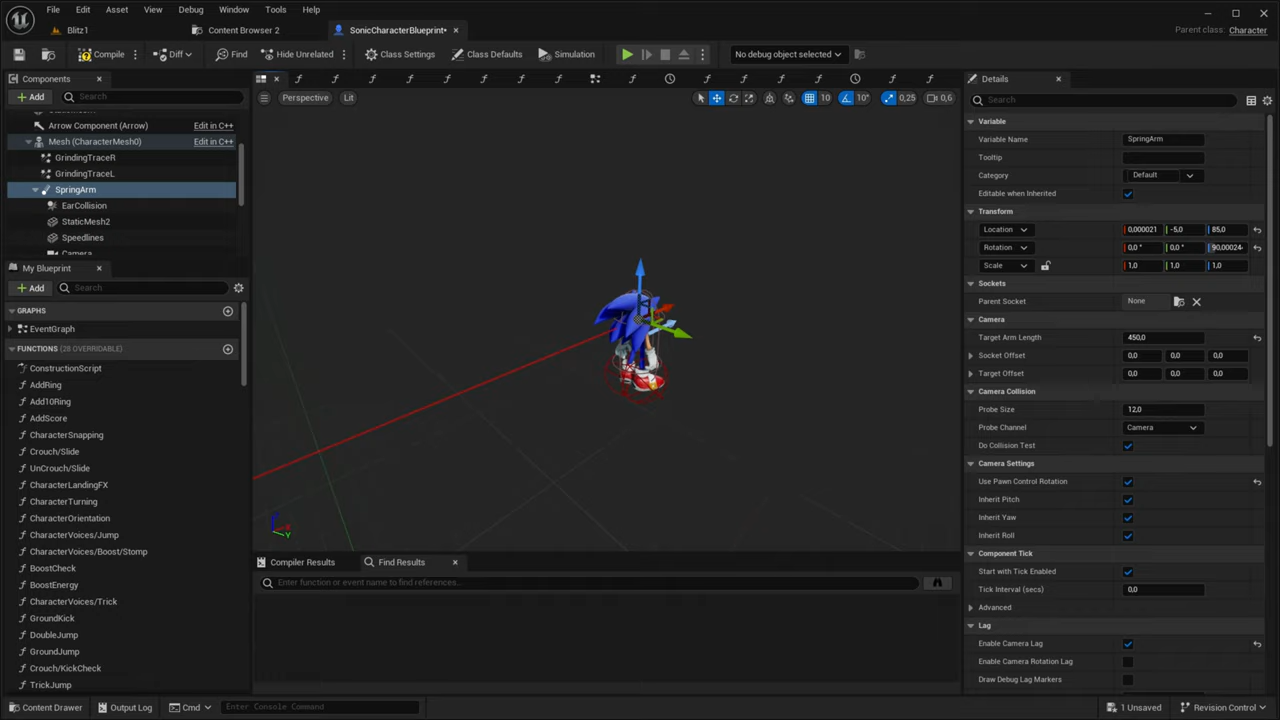 File Edit Asset View Debug Window Tools Help
Blitz1 Content Browser 2 SonicCharacterBlueprint•
Parent class: Character
Compile Diff Find Hide Unrelated Class Settings Class Defaults Simulation No debug object selected
Components
Add Search
Arrow Component (Arrow) Edit in C++
Mesh (CharacterMesh0) Edit in C++
GrindingTraceR
GrindingTraceL
SpringArm
EarCollision
StaticMesh2
Speedlines
Camera
My Blueprint
Add Search
GRAPHS
EventGraph
FUNCTIONS (28 OVERRIDABLE)
ConstructionScript
AddRing
Add10Ring
AddScore
CharacterSnapping
Crouch/Slide
UnCrouch/Slide
CharacterLandingFX
CharacterTurning
CharacterOrientation
CharacterVoices/Jump
CharacterVoices/Boost/Stomp
BoostCheck
BoostEnergy
CharacterVoices/Trick
GroundKick
DoubleJump
GroundJump
Crouch/KickCheck
TrickJump
Perspective Lit
10 10° 0,25 0,6
Z X Y
Compiler Results Find Results
Enter function or event name to find references...
Details
Search
Variable
Variable Name SpringArm
Tooltip
Category Default
Editable when Inherited
Transform
Location 0,000021 -5,0 85,0
Rotation 0,0 ° 0,0 ° 90,00024
Scale 1,0 1,0 1,0
Sockets
Parent Socket None
Camera
Target Arm Length 450,0
Socket Offset 0,0 0,0 0,0
Target Offset 0,0 0,0 0,0
Camera Collision
Probe Size 12,0
Probe Channel Camera
Do Collision Test
Camera Settings
Use Pawn Control Rotation
Inherit Pitch
Inherit Yaw
Inherit Roll
Component Tick
Start with Tick Enabled
Tick Interval (secs) 0,0
Advanced
Lag
Enable Camera Lag
Enable Camera Rotation Lag
Draw Debug Lag Markers
Content Drawer Output Log Cmd Enter Console Command 1 Unsaved Revision Control